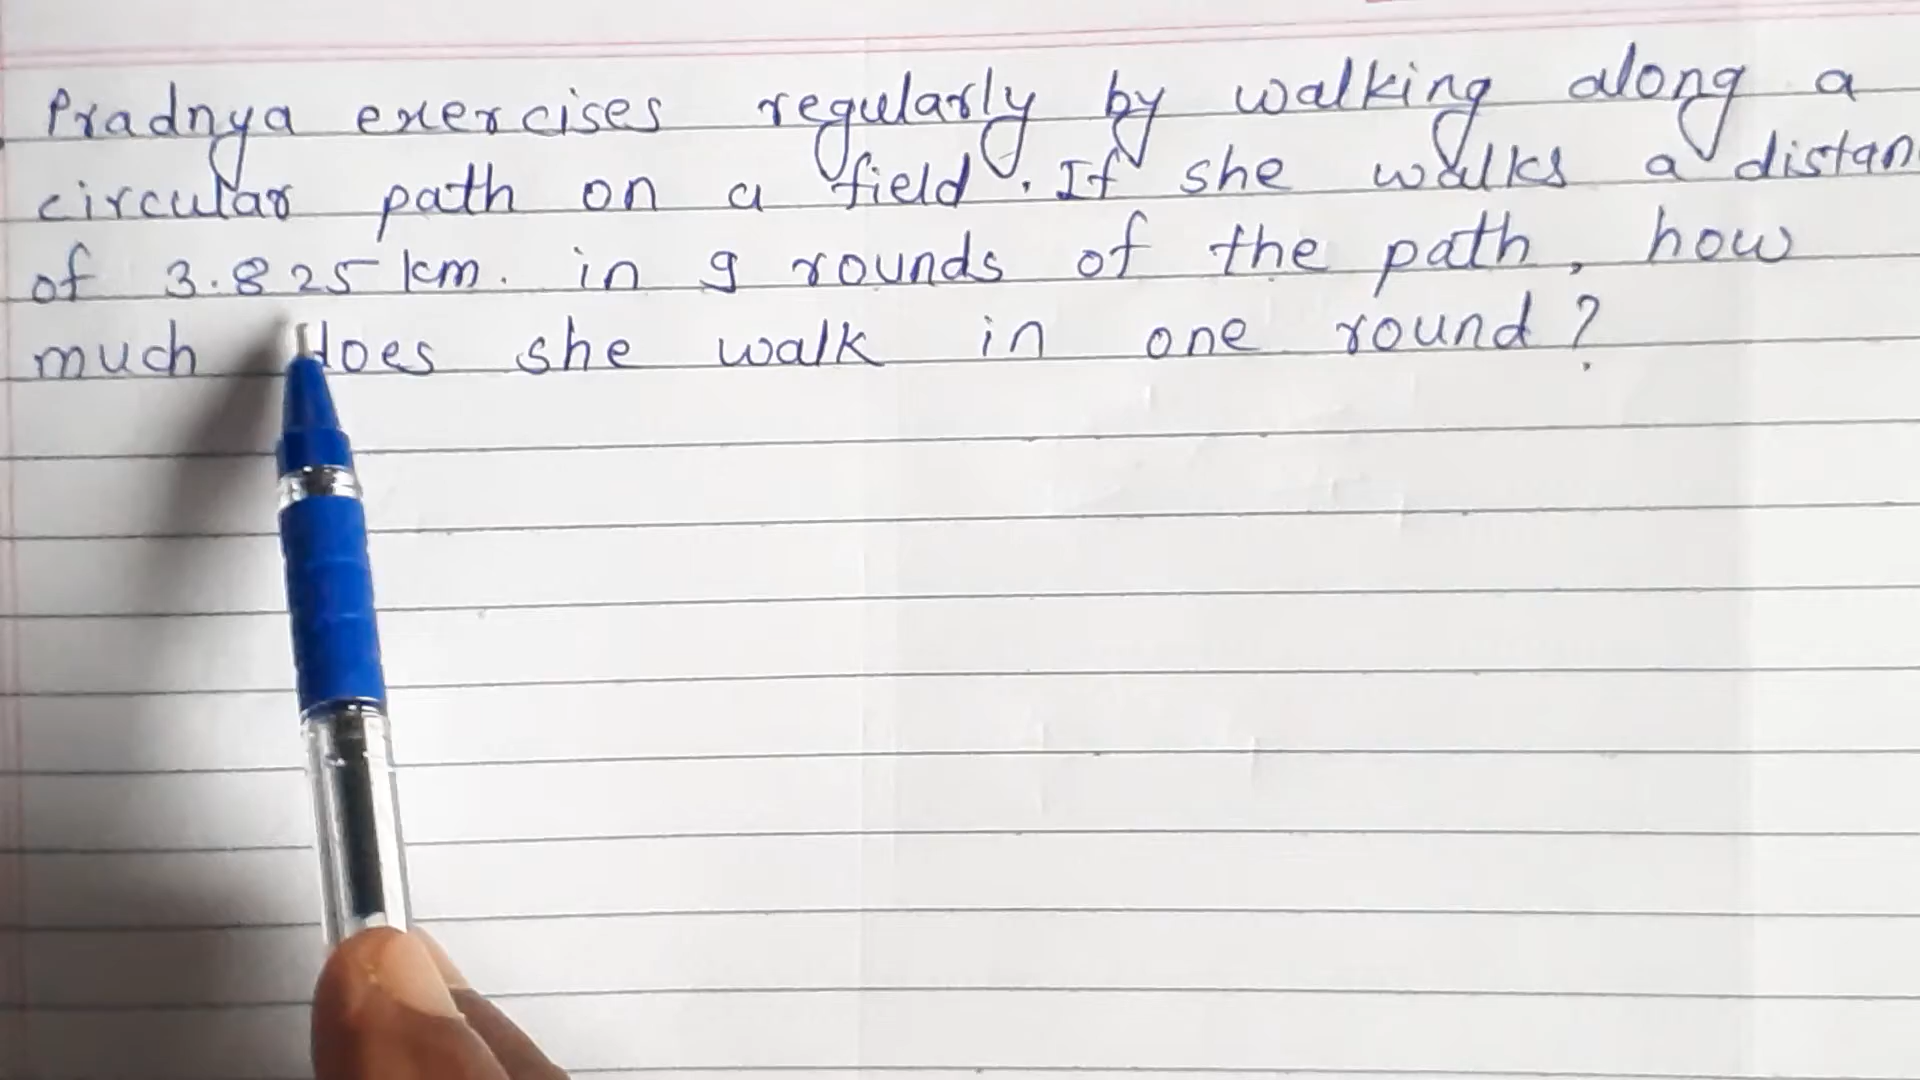 Pradnya exercises regularly by walking along a
circular path on a field. If she walks a distan
of 3.825 km. in 9 rounds of the path, how
much does she walk in one round?